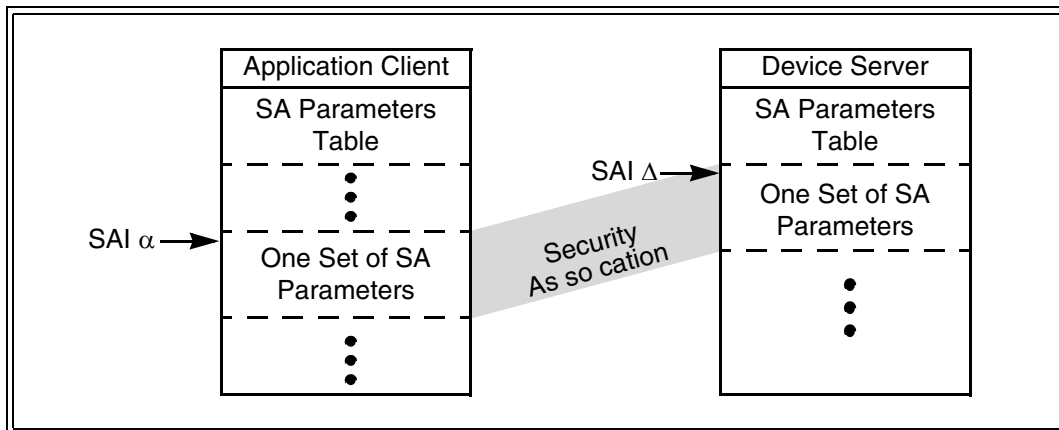 Application Client
SA Parameters
Table
SAI α
One Set of SA
Parameters
Security
As so cation
Device Server
SA Parameters
Table
SAI Δ
One Set of SA
Parameters